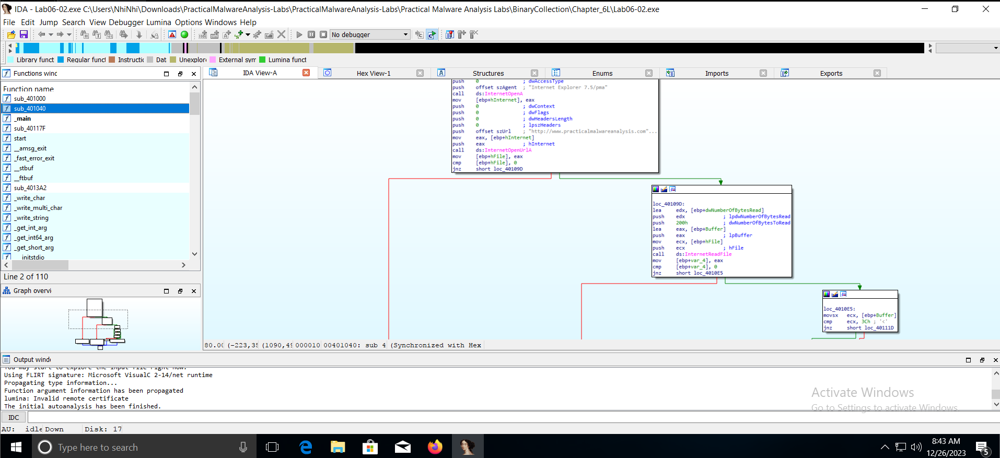 IDA - Lab06-02.exe C:\Users\NhiNhi\Downloads\PracticalMalwareAnalysis-Labs\PracticalMalwareAnalysis-Labs\Practical Malware Analysis Labs\BinaryCollection\Chapter_6L\Lab06-02.exe
File Edit Jump Search View Debugger Lumina Options Windows Help
No debugger
Library funct Regular funct Instructic Dat Unexplor External sym Lumina funct
Functions winc
IDA View-A Hex View-1 Structures Enums Imports Exports
Function name
sub_401000
sub_401040
_main
sub_40117F
start
__amsg_exit
_fast_error_exit
__stbuf
__ftbuf
sub_4013A2
_write_char
_write_multi_char
_write_string
_get_int_arg
_get_int64_arg
_get_short_arg
initstdio
Line 2 of 110
Graph overvi
push 0 ; dwAccessType
push offset szAgent ; "Internet Explorer 7.5/pma"
call ds:InternetOpenA
mov [ebp+hInternet], eax
push 0 ; dwContext
push 0 ; dwFlags
push 0 ; dwHeadersLength
push 0 ; lpszHeaders
push offset szUrl ; "http://www.practicalmalwareanalysis.com"...
mov eax, [ebp+hInternet]
push eax ; hInternet
call ds:InternetOpenUrlA
mov [ebp+hFile], eax
cmp [ebp+hFile], 0
jnz short loc_40109D
loc_40109D:
lea edx, [ebp+dwNumberOfBytesRead]
push edx ; lpdwNumberOfBytesRead
push 200h ; dwNumberOfBytesToRead
lea eax, [ebp+Buffer]
push eax ; lpBuffer
mov ecx, [ebp+hFile]
push ecx ; hFile
call ds:InternetReadFile
mov [ebp+var_4], eax
cmp [ebp+var_4], 0
jnz short loc_4010E5
loc_4010E5:
movsx ecx, [ebp+Buffer]
cmp ecx, 3Ch ; '<'
jnz short loc_40111D
80.00 (-223,35 (1090,49 000010 00401040: sub 4 (Synchronized with Hex
Output windo
You may start to explore the input file right now.
Using FLIRT signature: Microsoft VisualC 2-14/net runtime
Propagating type information...
Function argument information has been propagated
lumina: Invalid remote certificate
The initial autoanalysis has been finished.
Activate Windows
Go to Settings to activate Windows.
IDC
AU: idle Down Disk: 17
Type here to search
8:43 AM
12/26/2023
5